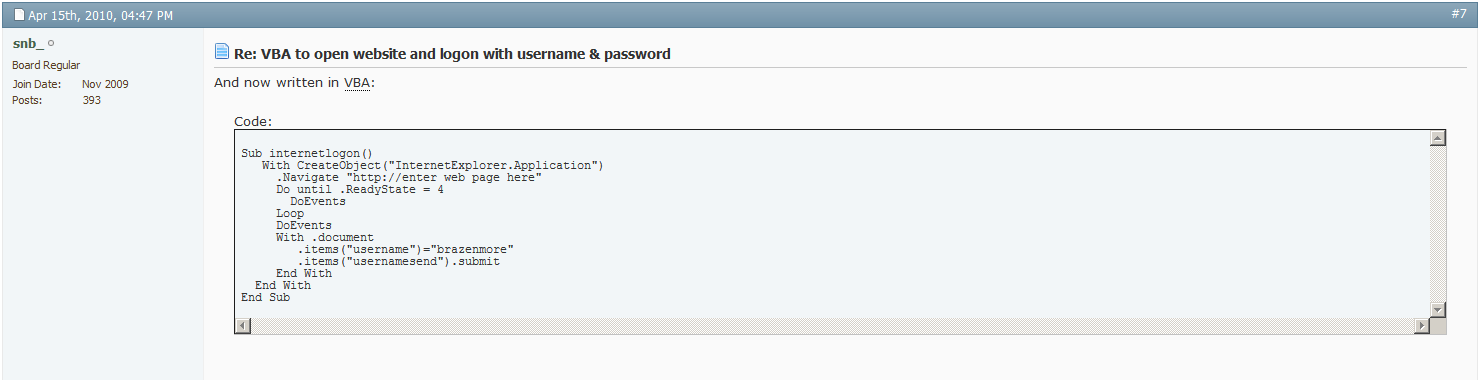 Apr 15th, 2010, 04:47 PM #7
snb_
Board Regular
Join Date: Nov 2009
Posts: 393
Re: VBA to open website and logon with username & password
And now written in VBA:
Code:
Sub internetlogon()
   With CreateObject("InternetExplorer.Application")
     .Navigate "http://enter web page here"
     Do until .ReadyState = 4
       DoEvents
     Loop
     DoEvents
     With .document
        .items("username")="brazenmore"
        .items("usernamesend").submit
     End With
  End With
End Sub